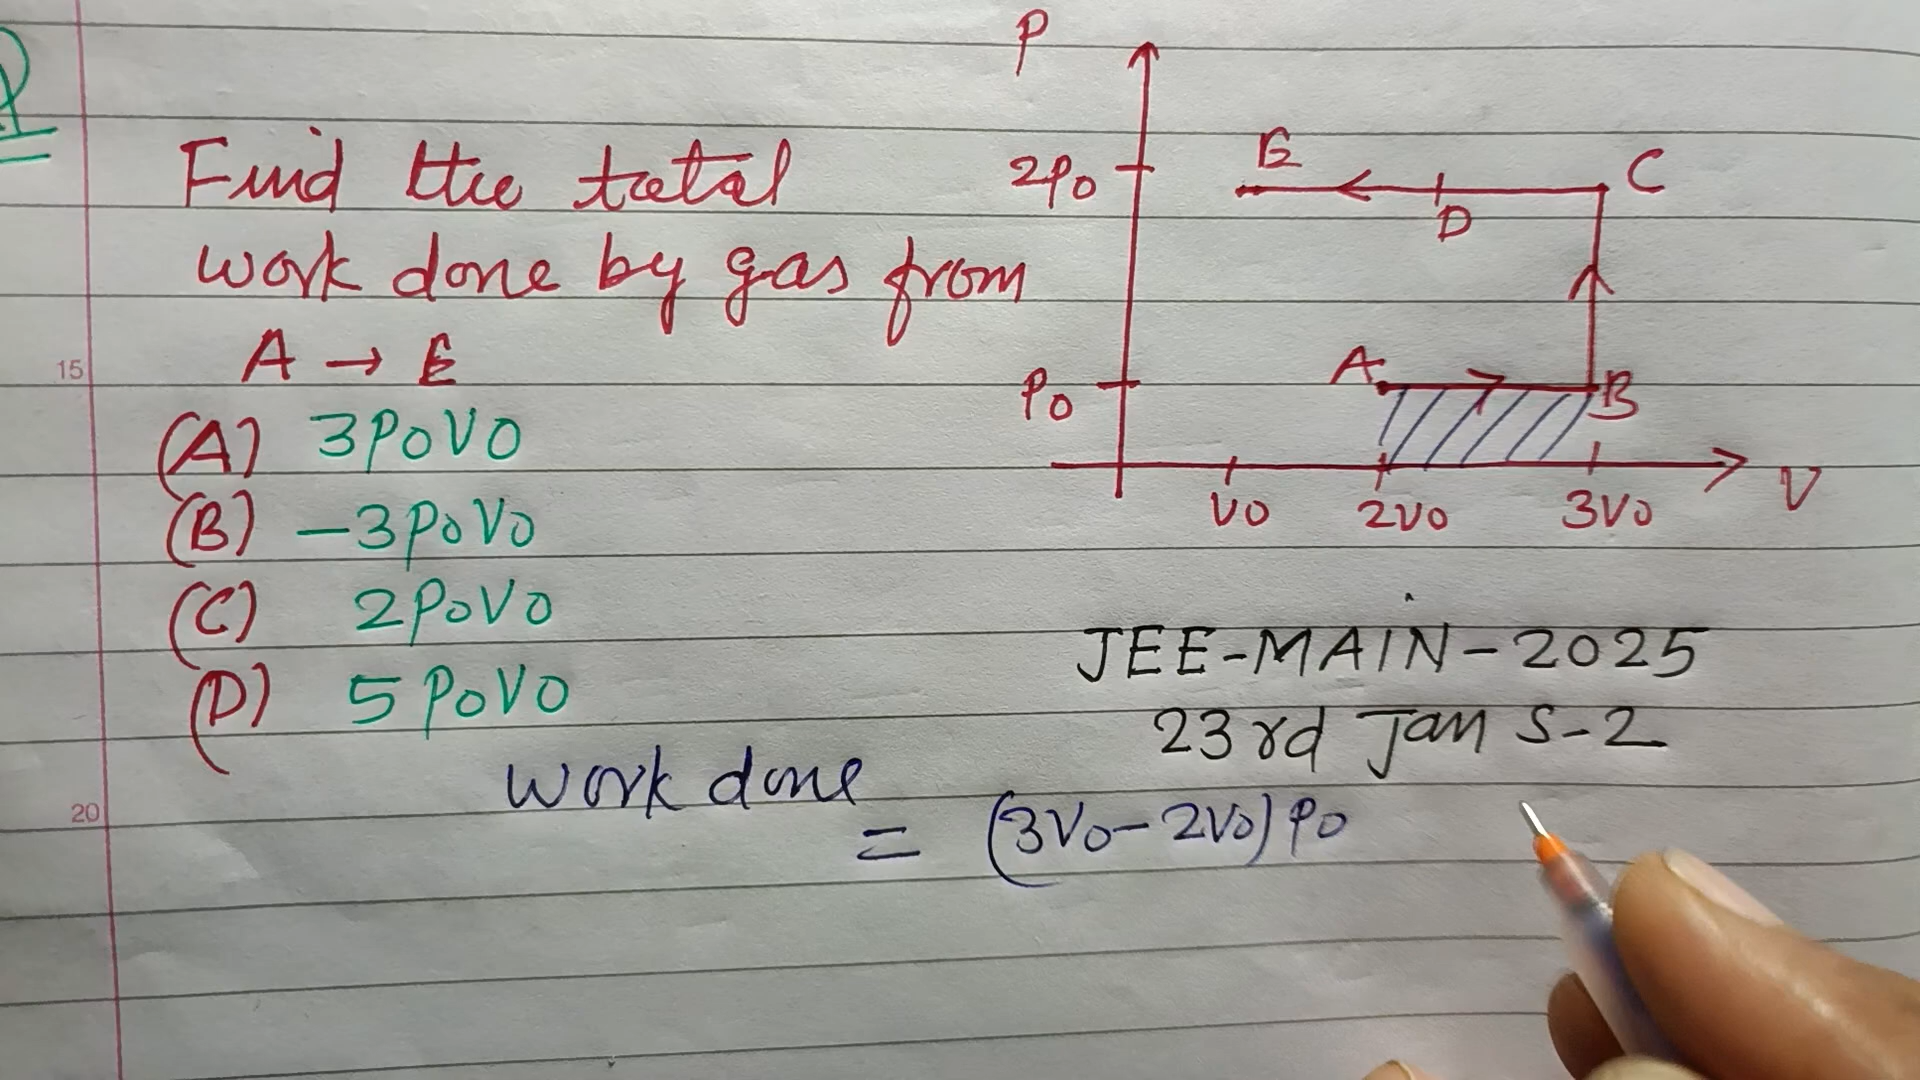 Find the total
work done by gas from
A → E
(A) 3P0V0
(B) -3P0V0
(C) 2P0V0
(D) 5P0V0
P
2P0
P0
E
D
C
A
B
V0
2V0
3V0
V
JEE-MAIN-2025
23rd Jan S-2
work done
= (3V0-2V0)P0
15
20